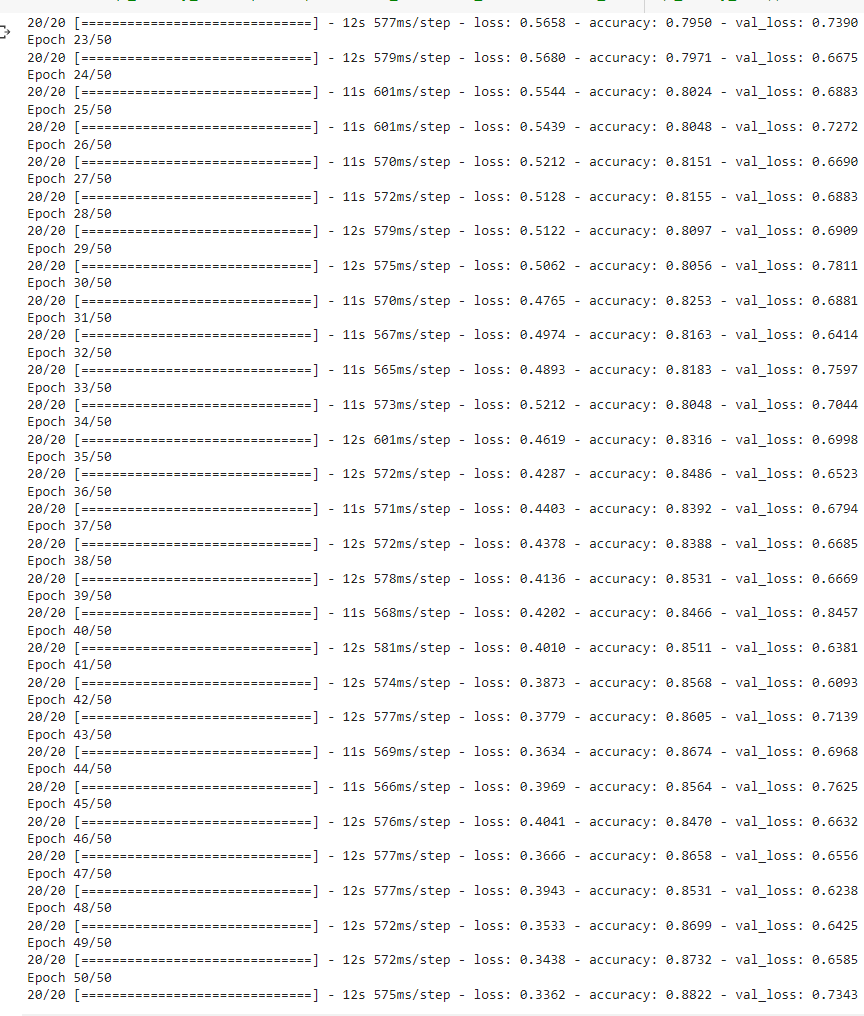 20/20 [==============================] - 12s 577ms/step - loss: 0.5658 - accuracy: 0.7950 - val_loss: 0.7390
Epoch 23/50
20/20 [==============================] - 12s 579ms/step - loss: 0.5680 - accuracy: 0.7971 - val_loss: 0.6675
Epoch 24/50
20/20 [==============================] - 11s 601ms/step - loss: 0.5544 - accuracy: 0.8024 - val_loss: 0.6883
Epoch 25/50
20/20 [==============================] - 11s 601ms/step - loss: 0.5439 - accuracy: 0.8048 - val_loss: 0.7272
Epoch 26/50
20/20 [==============================] - 11s 570ms/step - loss: 0.5212 - accuracy: 0.8151 - val_loss: 0.6690
Epoch 27/50
20/20 [==============================] - 11s 572ms/step - loss: 0.5128 - accuracy: 0.8155 - val_loss: 0.6883
Epoch 28/50
20/20 [==============================] - 12s 579ms/step - loss: 0.5122 - accuracy: 0.8097 - val_loss: 0.6909
Epoch 29/50
20/20 [==============================] - 12s 575ms/step - loss: 0.5062 - accuracy: 0.8056 - val_loss: 0.7811
Epoch 30/50
20/20 [==============================] - 11s 570ms/step - loss: 0.4765 - accuracy: 0.8253 - val_loss: 0.6881
Epoch 31/50
20/20 [==============================] - 11s 567ms/step - loss: 0.4974 - accuracy: 0.8163 - val_loss: 0.6414
Epoch 32/50
20/20 [==============================] - 11s 565ms/step - loss: 0.4893 - accuracy: 0.8183 - val_loss: 0.7597
Epoch 33/50
20/20 [==============================] - 11s 573ms/step - loss: 0.5212 - accuracy: 0.8048 - val_loss: 0.7044
Epoch 34/50
20/20 [==============================] - 12s 601ms/step - loss: 0.4619 - accuracy: 0.8316 - val_loss: 0.6998
Epoch 35/50
20/20 [==============================] - 12s 572ms/step - loss: 0.4287 - accuracy: 0.8486 - val_loss: 0.6523
Epoch 36/50
20/20 [==============================] - 11s 571ms/step - loss: 0.4403 - accuracy: 0.8392 - val_loss: 0.6794
Epoch 37/50
20/20 [==============================] - 12s 572ms/step - loss: 0.4378 - accuracy: 0.8388 - val_loss: 0.6685
Epoch 38/50
20/20 [==============================] - 12s 578ms/step - loss: 0.4136 - accuracy: 0.8531 - val_loss: 0.6669
Epoch 39/50
20/20 [==============================] - 11s 568ms/step - loss: 0.4202 - accuracy: 0.8466 - val_loss: 0.8457
Epoch 40/50
20/20 [==============================] - 12s 581ms/step - loss: 0.4010 - accuracy: 0.8511 - val_loss: 0.6381
Epoch 41/50
20/20 [==============================] - 12s 574ms/step - loss: 0.3873 - accuracy: 0.8568 - val_loss: 0.6093
Epoch 42/50
20/20 [==============================] - 12s 577ms/step - loss: 0.3779 - accuracy: 0.8605 - val_loss: 0.7139
Epoch 43/50
20/20 [==============================] - 11s 569ms/step - loss: 0.3634 - accuracy: 0.8674 - val_loss: 0.6968
Epoch 44/50
20/20 [==============================] - 11s 566ms/step - loss: 0.3969 - accuracy: 0.8564 - val_loss: 0.7625
Epoch 45/50
20/20 [==============================] - 12s 576ms/step - loss: 0.4041 - accuracy: 0.8470 - val_loss: 0.6632
Epoch 46/50
20/20 [==============================] - 12s 577ms/step - loss: 0.3666 - accuracy: 0.8658 - val_loss: 0.6556
Epoch 47/50
20/20 [==============================] - 12s 577ms/step - loss: 0.3943 - accuracy: 0.8531 - val_loss: 0.6238
Epoch 48/50
20/20 [==============================] - 12s 572ms/step - loss: 0.3533 - accuracy: 0.8699 - val_loss: 0.6425
Epoch 49/50
20/20 [==============================] - 12s 572ms/step - loss: 0.3438 - accuracy: 0.8732 - val_loss: 0.6585
Epoch 50/50
20/20 [==============================] - 12s 575ms/step - loss: 0.3362 - accuracy: 0.8822 - val_loss: 0.7343